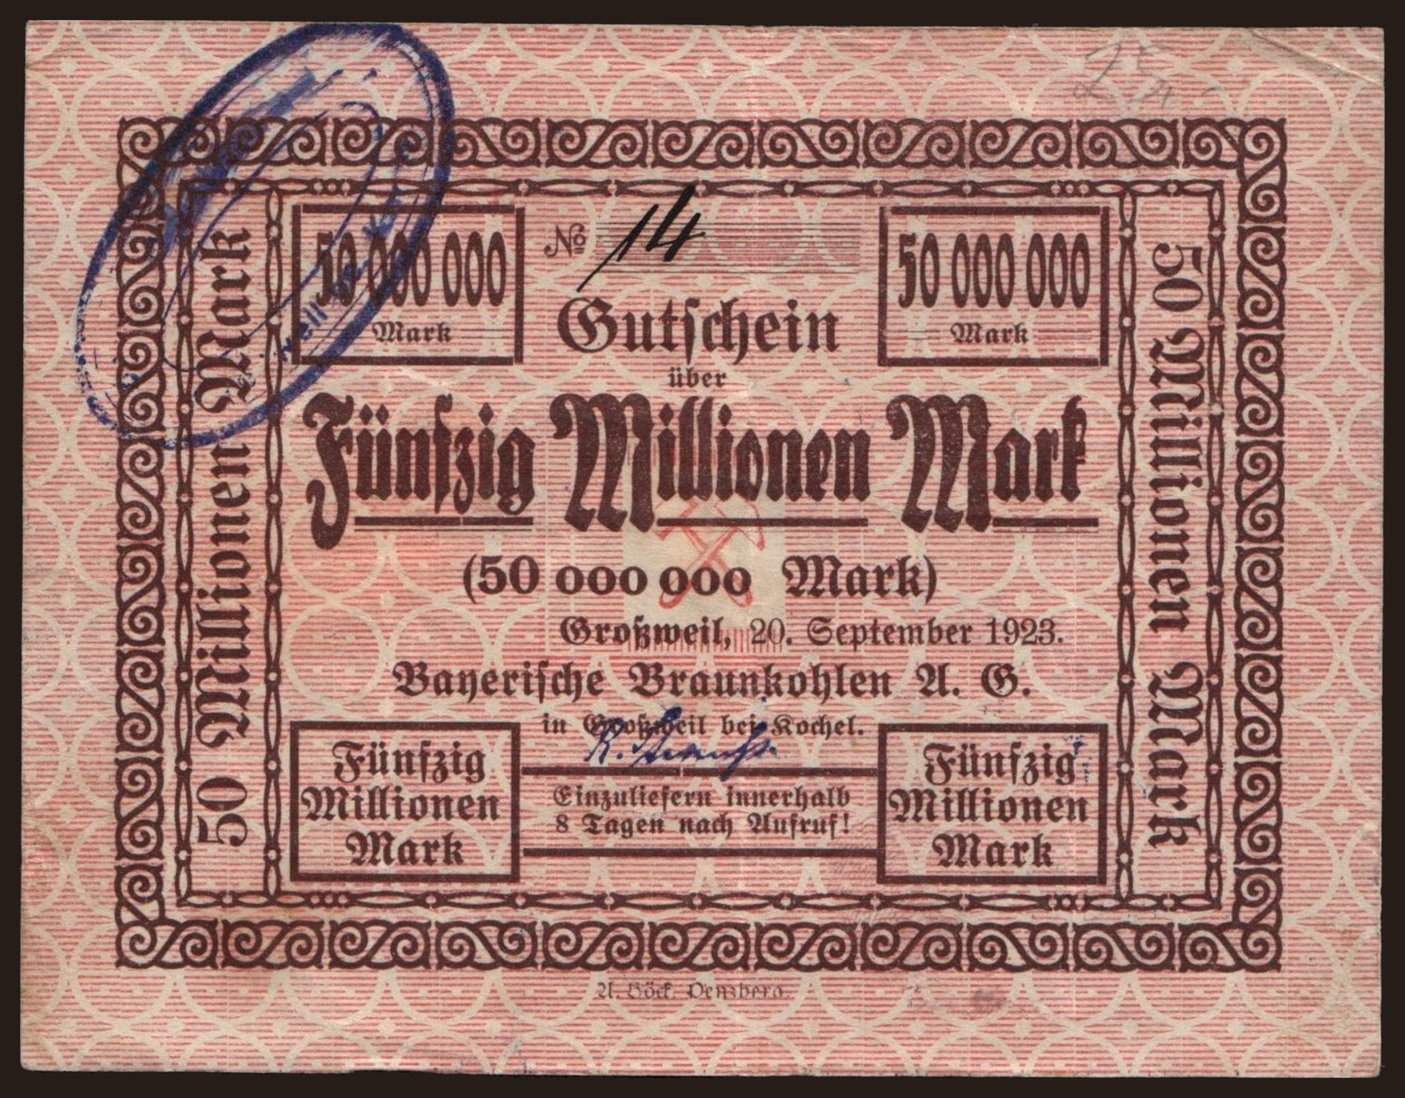 50 000 000
Mark
No 14
50 000 000
Mark
Gutschein
über
Fünfzig Millionen Mark
(50 000 000 Mark)
Großweil, 20. September 1923.
Bayerische Braunkohlen A. G.
in Großweil bei Kochel.
Fünfzig
Millionen
Mark
Einzuliefern innerhalb
8 Tagen nach Aufruf!
Fünfzig
Millionen
Mark
50 Millionen Mark
50 Millionen Mark
A. Höck, Penzberg.